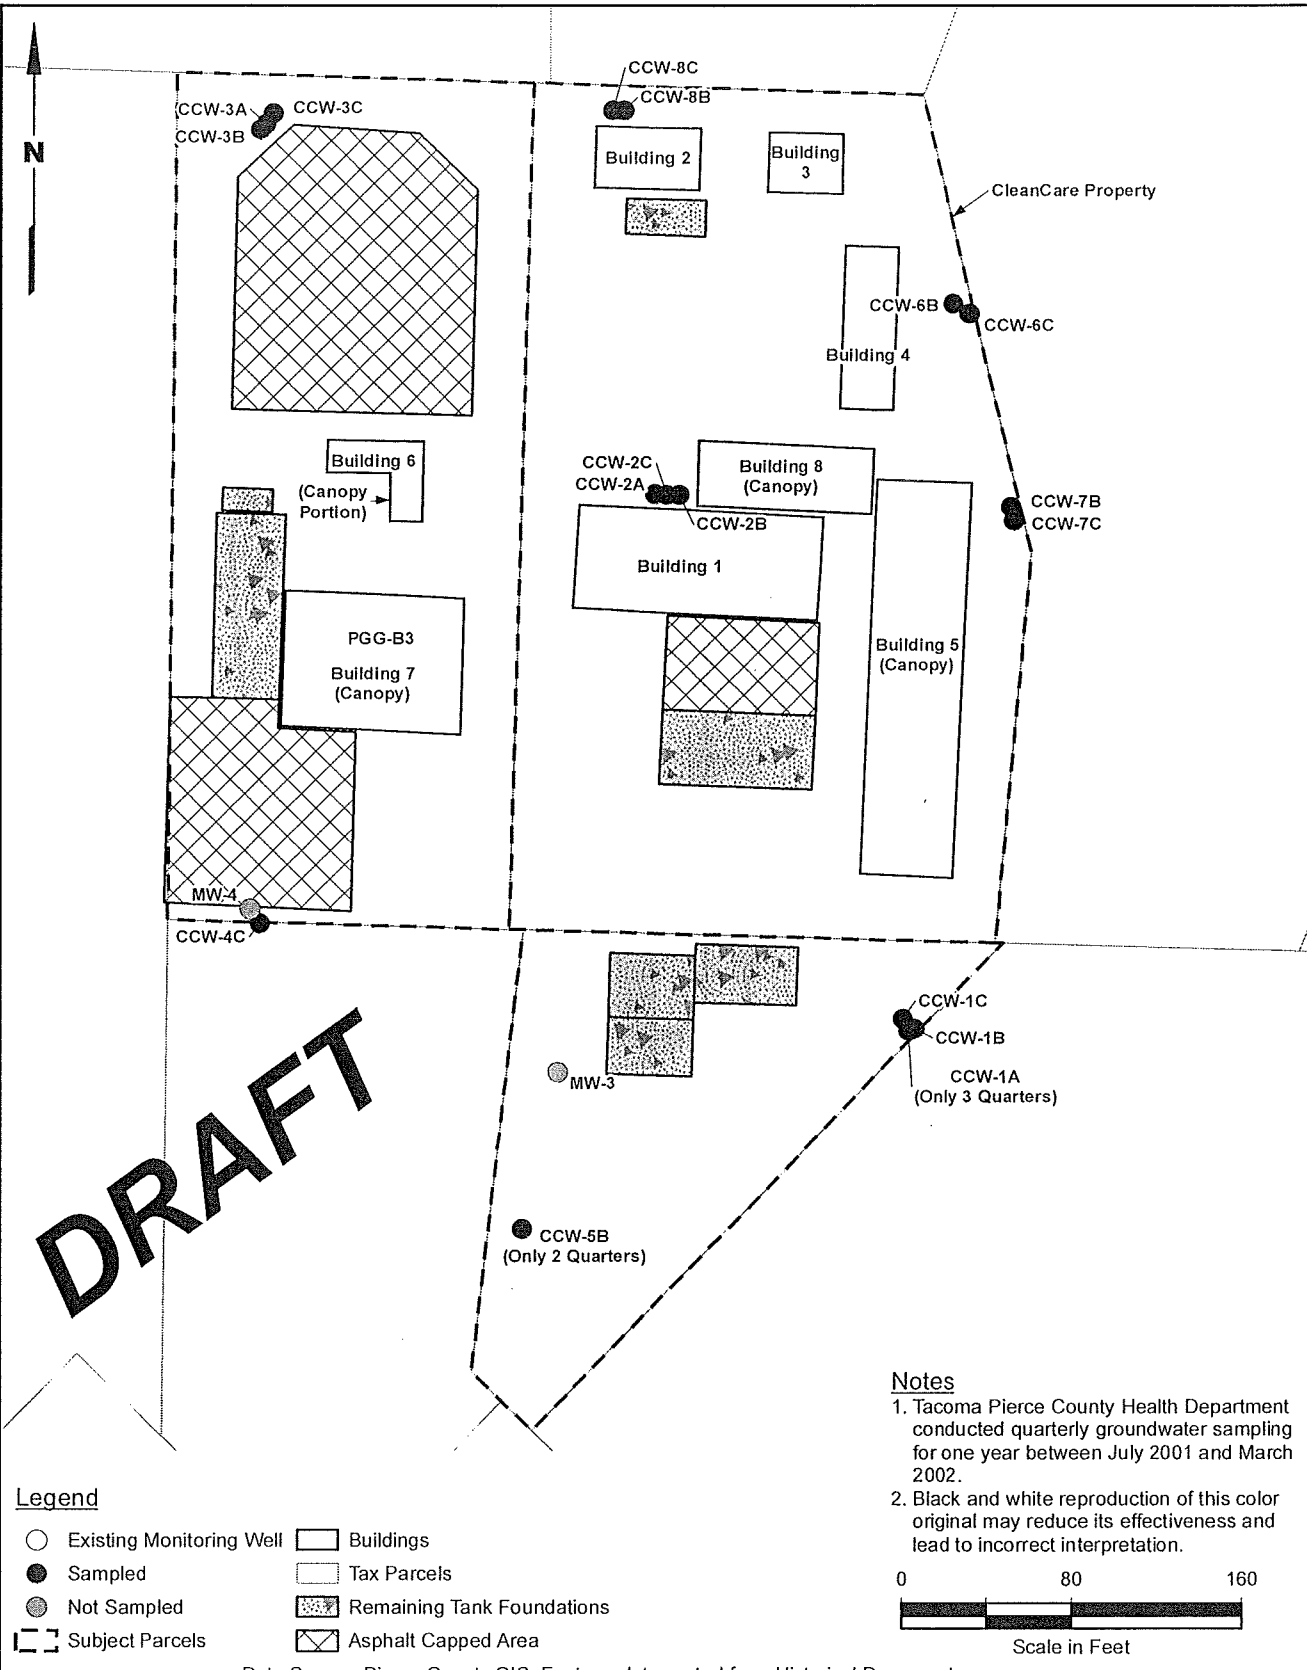 CCW-8C
CCW-8B
CCW-3A
CCW-3C
CCW-3B
N
Building 2
Building
3
CleanCare Property
CCW-6B
CCW-6C
Building 4
Building 6
(Canopy
Portion)
CCW-2C
CCW-2A
CCW-2B
Building 8
(Canopy)
CCW-7B
CCW-7C
Building 1
PGG-B3
Building 7
(Canopy)
Building 5
(Canopy)
MW-4
CCW-4C
CCW-1C
CCW-1B
CCW-1A
(Only 3 Quarters)
MW-3
DRAFT
CCW-5B
(Only 2 Quarters)
Notes
1. Tacoma Pierce County Health Department
conducted quarterly groundwater sampling
for one year between July 2001 and March
2002.
2. Black and white reproduction of this color
original may reduce its effectiveness and
lead to incorrect interpretation.
0 80 160
Scale in Feet
Legend
Existing Monitoring Well
Sampled
Not Sampled
Subject Parcels
Buildings
Tax Parcels
Remaining Tank Foundations
Asphalt Capped Area